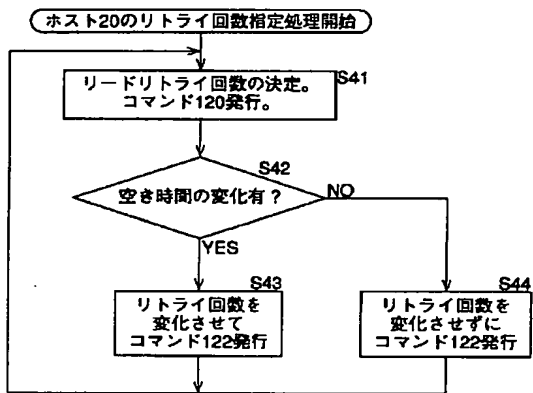 ホスト20のリトライ回数指定処理開始
S41
リードリトライ回数の決定。
コマンド120発行。
S42
空き時間の変化有？
NO
YES
S43
リトライ回数を
変化させて
コマンド122発行
S44
リトライ回数を
変化させずに
コマンド122発行